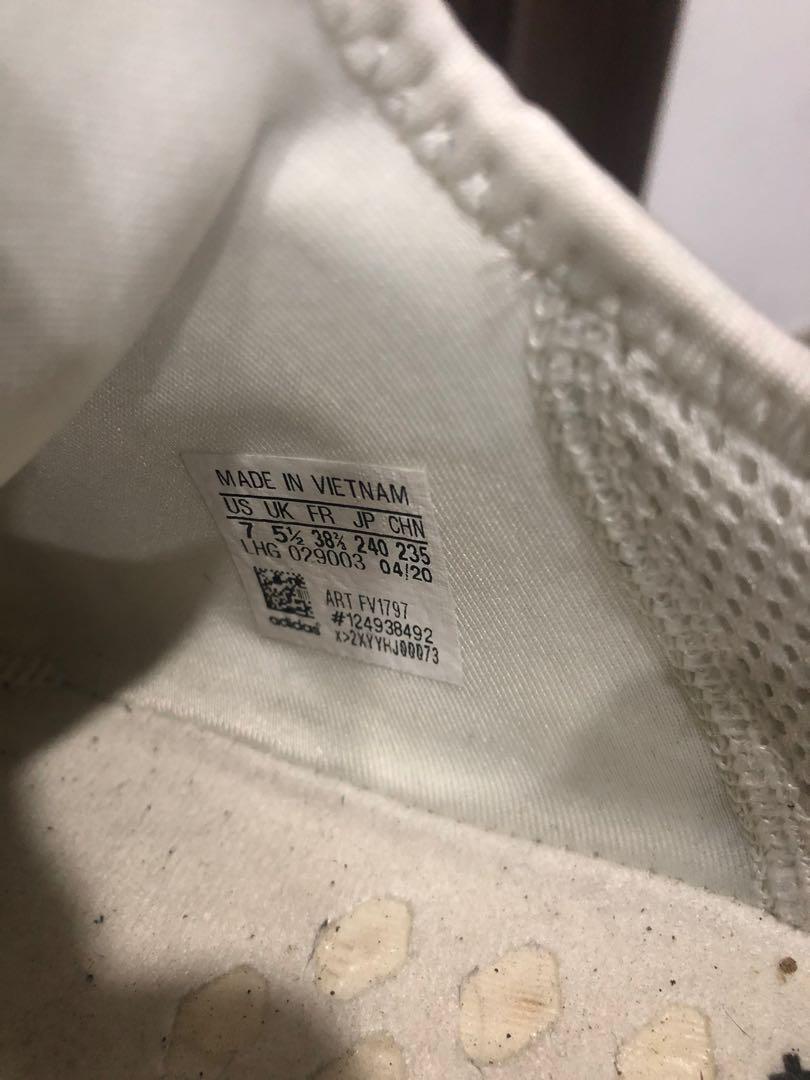 MADE IN VIETNAM
US UK FR JP CHN
7 5½ 38⅔ 240 235
LHG 029003 04/20
ART FV1797
#124938492
adidas